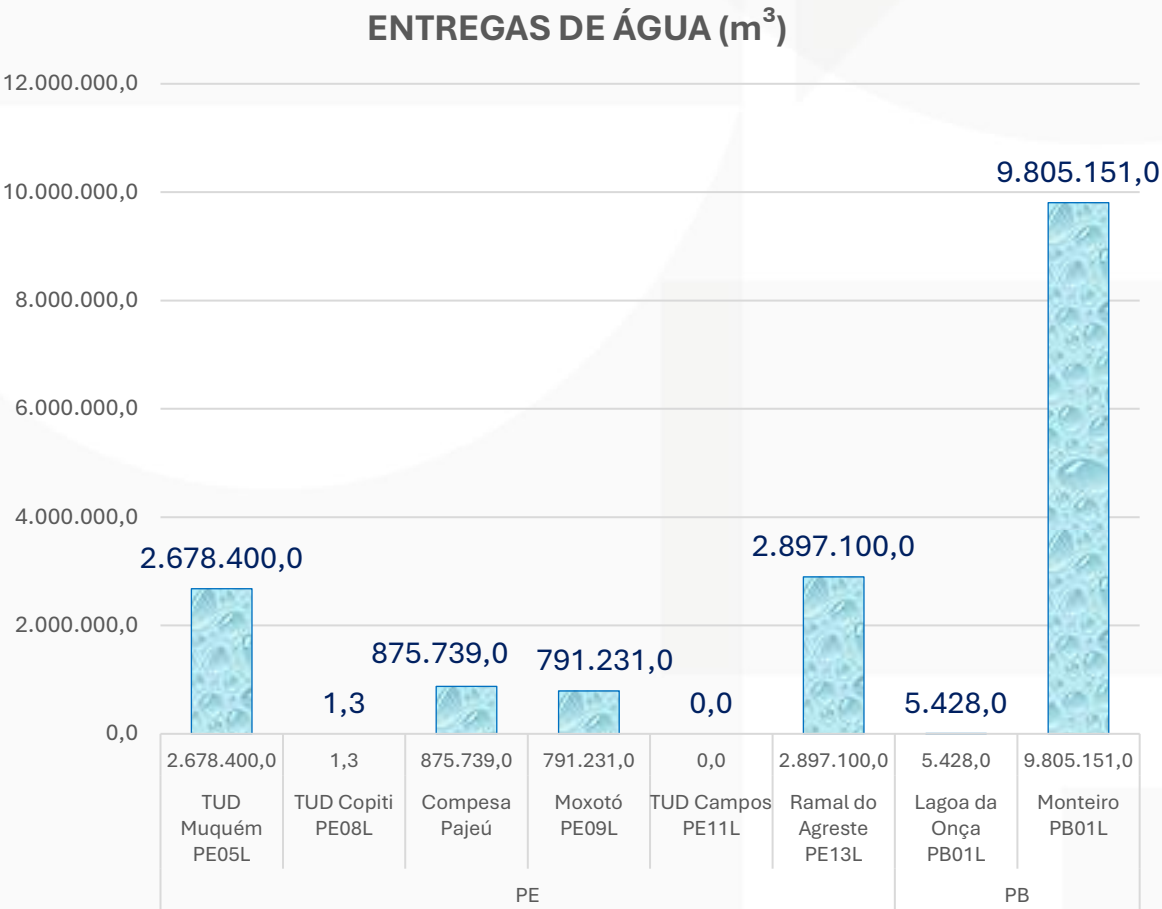 ENTREGAS DE ÁGUA (m³)
12.000.000,0
10.000.000,0
8.000.000,0
6.000.000,0
4.000.000,0
2.000.000,0
0,0
2.678.400,0
1,3
875.739,0
791.231,0
0,0
2.897.100,0
5.428,0
9.805.151,0
2.678.400,0 1,3 875.739,0 791.231,0 0,0 2.897.100,0 5.428,0 9.805.151,0
TUD
Muquém
PE05L
TUD Copiti
PE08L
Compesa
Pajeú
Moxotó
PE09L
TUD Campos
PE11L
Ramal do
Agreste
PE13L
Lagoa da
Onça
PB01L
Monteiro
PB01L
PE
PB